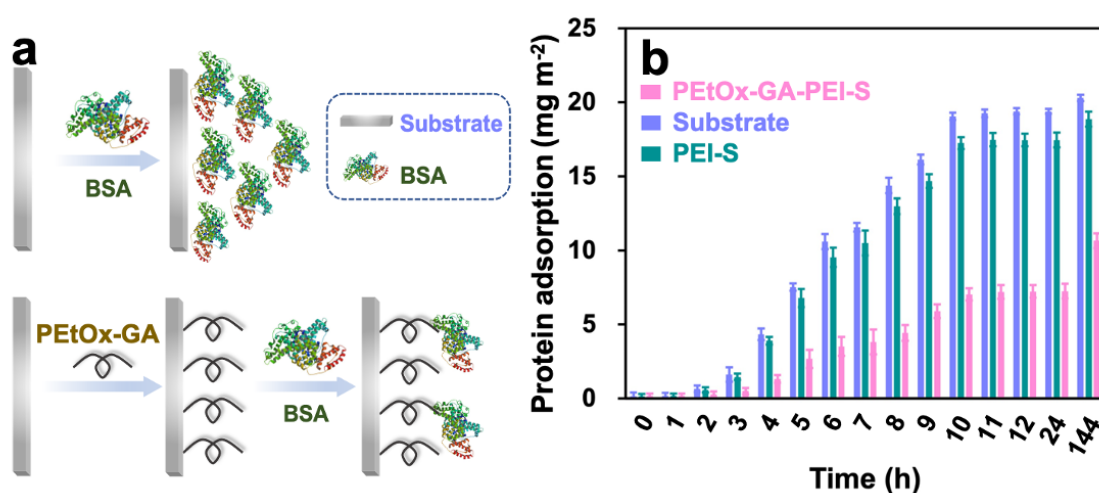 a
BSA
Substrate
BSA
PEtOx-GA
BSA
b
PEtOx-GA-PEI-S
Substrate
PEI-S
Protein adsorption (mg m⁻²)
25
20
15
10
5
0
0 1 2 3 4 5 6 7 8 9 10 11 12 24 144
Time (h)